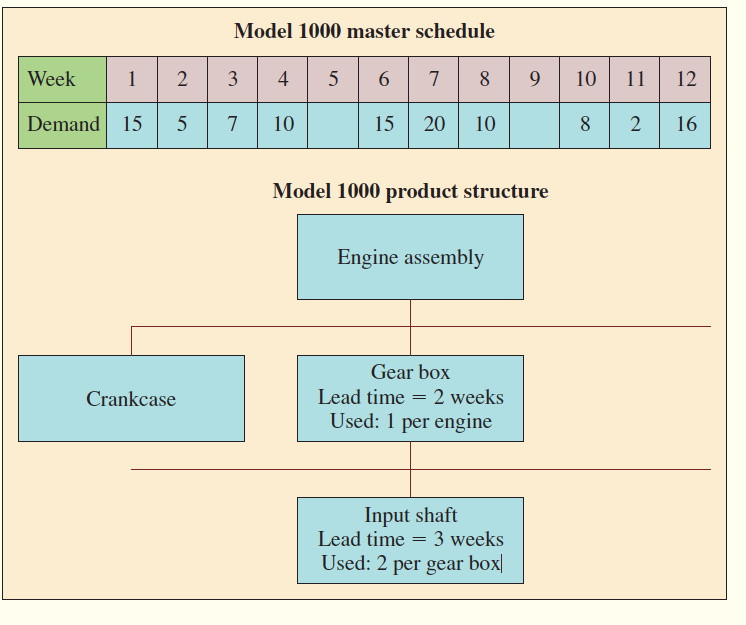 Model 1000 master schedule
Week 1 2 3 4 5 6 7 8 9 10 11 12
Demand 15 5 7 10 15 20 10 8 2 16
Model 1000 product structure
Engine assembly
Crankcase
Gear box
Lead time = 2 weeks
Used: 1 per engine
Input shaft
Lead time = 3 weeks
Used: 2 per gear box